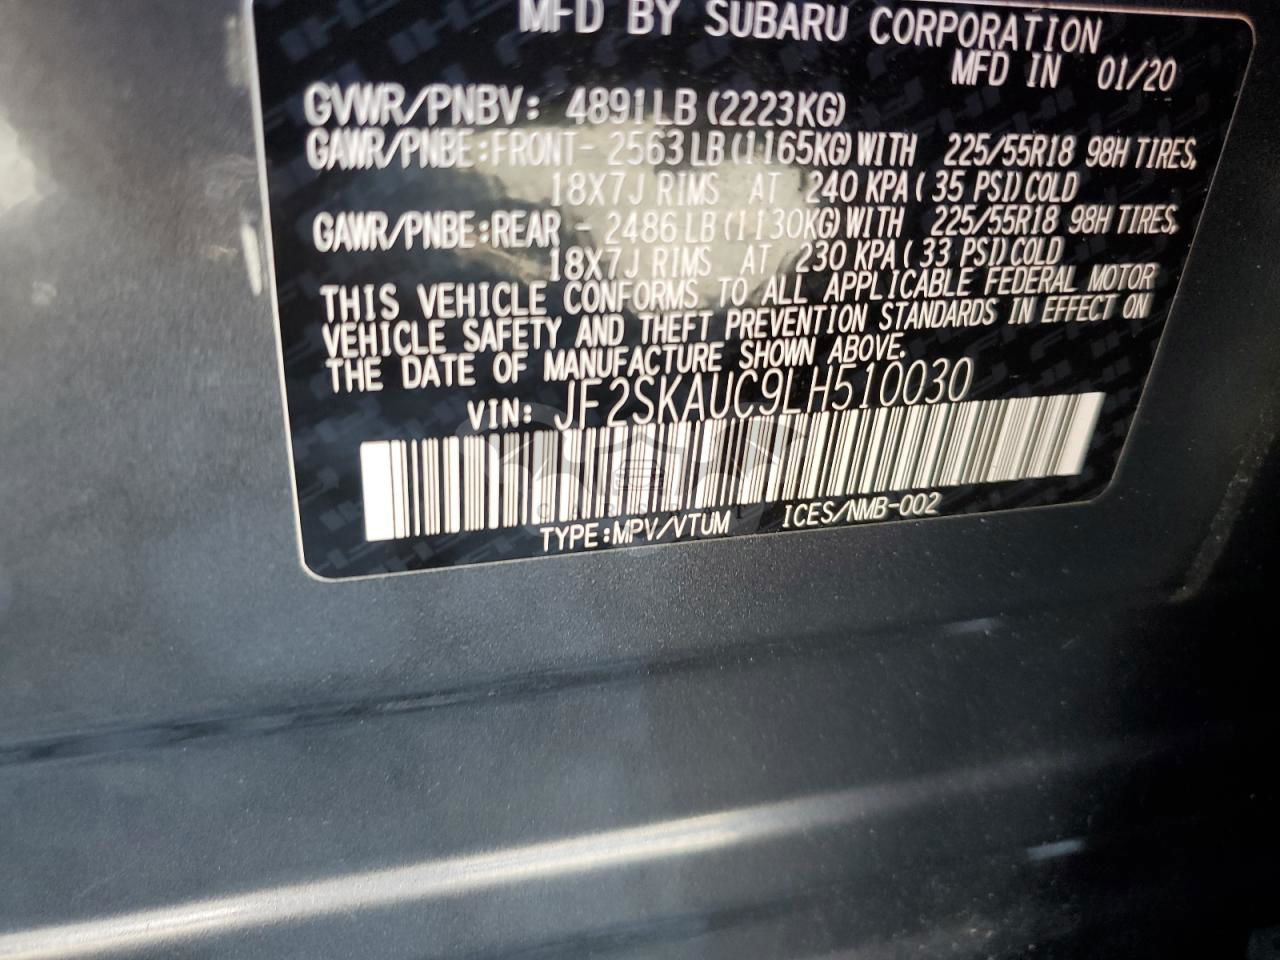 MFD BY SUBARU CORPORATION
MFD IN 01/20
GVWR/PNBV: 4891LB (2223KG)
GAWR/PNBE:FRONT- 2563LB (1165KG) WITH 225/55R18 98H TIRES,
18X7J RIMS AT 240 KPA ( 35 PSI) COLD
GAWR/PNBE:REAR - 2486LB (1130KG) WITH 225/55R18 98H TIRES,
18X7J RIMS AT 230 KPA ( 33 PSI) COLD
THIS VEHICLE CONFORMS TO ALL APPLICABLE FEDERAL MOTOR
VEHICLE SAFETY AND THEFT PREVENTION STANDARDS IN EFFECT ON
THE DATE OF MANUFACTURE SHOWN ABOVE.
VIN: JF2SKAUC9LH510030
TYPE:MPV/VTUM ICES/NMB-002